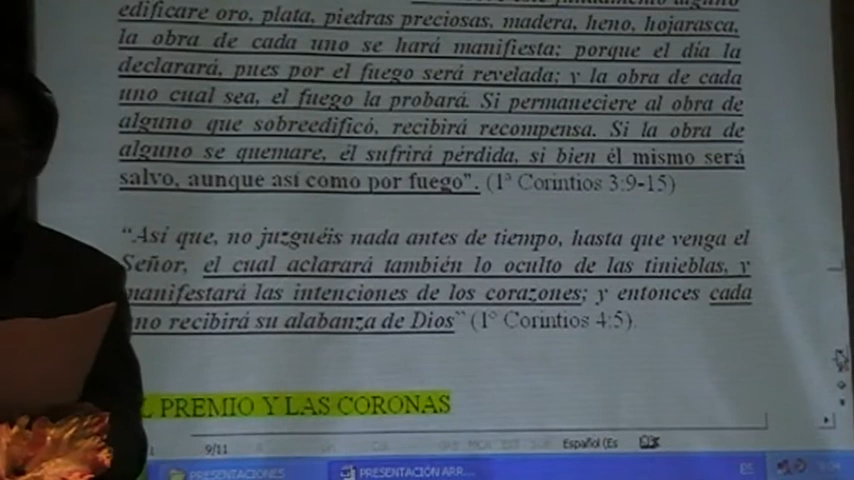 edificare oro, plata, piedras preciosas, madera, heno, hojarasca,
la obra de cada uno se hará manifiesta; porque el día la
declarará, pues por el fuego será revelada; y la obra de cada
uno cual sea, el fuego la probará. Si permaneciere al obra de
alguno que sobreedificó, recibirá recompensa. Si la obra de
alguno se quemare, él sufrirá pérdida, si bien él mismo será
salvo, aunque así como por fuego". (1ª Corintios 3:9-15)
"Así que, no juzguéis nada antes de tiempo, hasta que venga el
Señor, el cual aclarará también lo oculto de las tinieblas, y
manifestará las intenciones de los corazones; y entonces cada
uno recibirá su alabanza de Dios" (1º Corintios 4:5).
L PREMIO Y LAS CORONAS
9/11 Español (Es
PRESENTACIONES PRESENTACIÓN ARR... ES